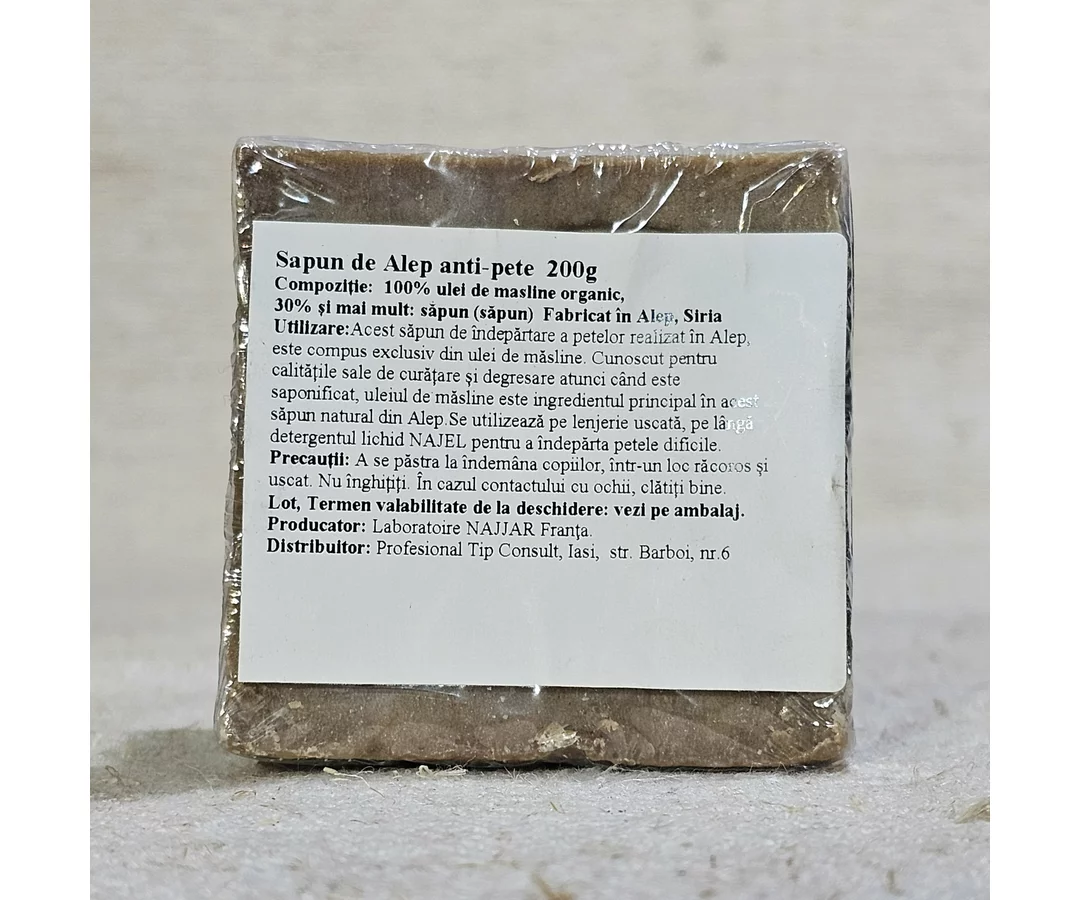 Sapun de Alep anti-pete 200g
Compoziție: 100% ulei de masline organic,
30% și mai mult: săpun (săpun) Fabricat în Alep, Siria
Utilizare:Acest săpun de îndepărtare a petelor realizat în Alep,
este compus exclusiv din ulei de măsline. Cunoscut pentru
calitățile sale de curățare și degresare atunci când este
saponificat, uleiul de măsline este ingredientul principal în acest
săpun natural din Alep.Se utilizează pe lenjerie uscată, pe lângă
detergentul lichid NAJEL pentru a îndepărta petele dificile.
Precauții: A se păstra la îndemâna copiilor, într-un loc răcoros și
uscat. Nu înghițiți. În cazul contactului cu ochii, clătiți bine.
Lot, Termen valabilitate de la deschidere: vezi pe ambalaj.
Producator: Laboratoire NAJJAR Franța.
Distribuitor: Profesional Tip Consult, Iasi, str. Barboi, nr.6